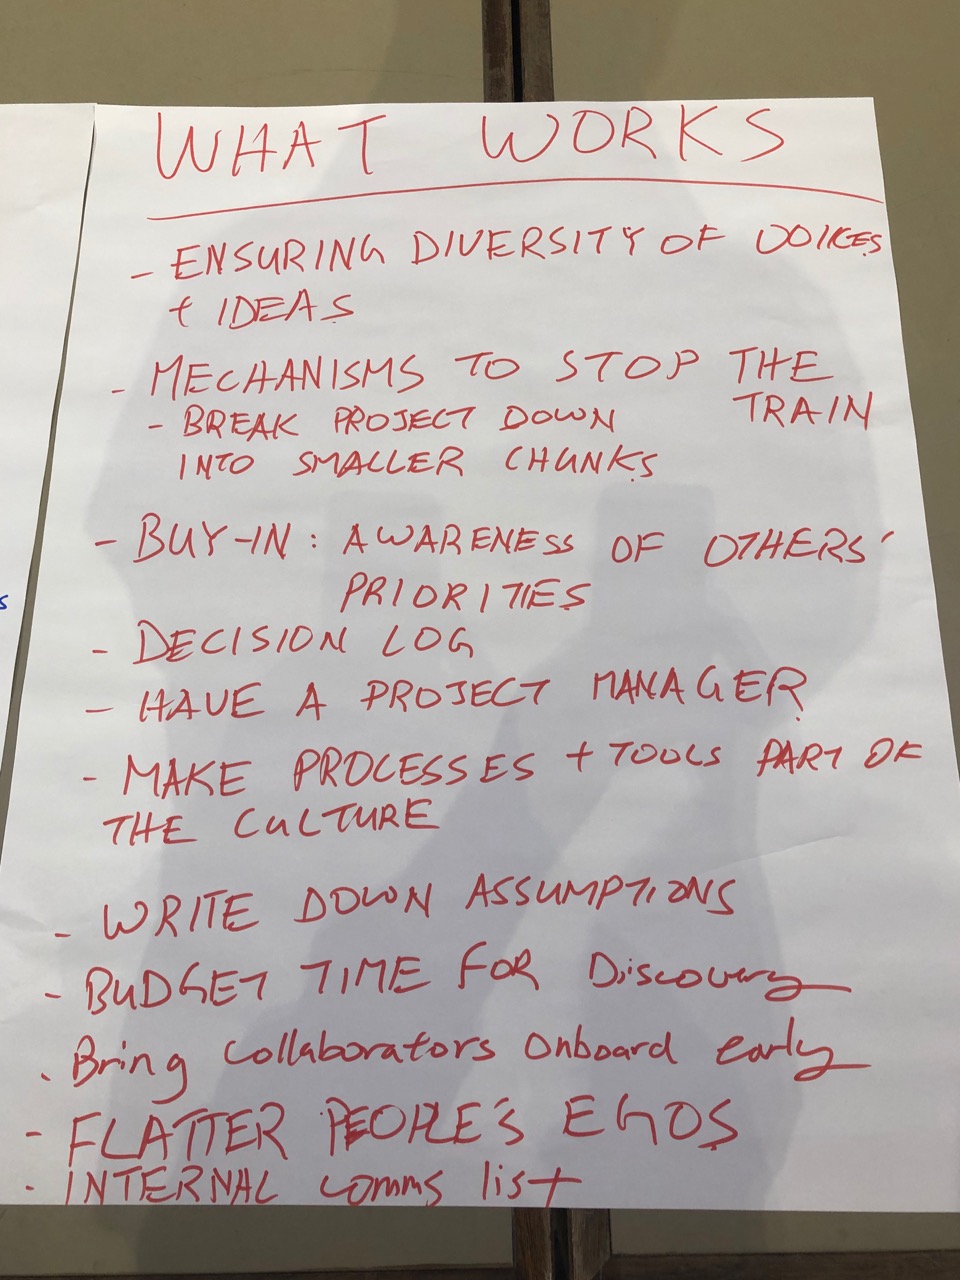 WHAT WORKS
- ENSURING DIVERSITY OF VOICES
+ IDEAS
- MECHANISMS TO STOP THE
TRAIN
- BREAK PROJECT DOWN
INTO SMALLER CHUNKS
- BUY-IN: AWARENESS OF OTHERS'
PRIORITIES
- DECISION LOG
- HAVE A PROJECT MANAGER
- MAKE PROCESSES + TOOLS PART OF
THE CULTURE
- WRITE DOWN ASSUMPTIONS
- BUDGET TIME FOR Discovery
- Bring collaborators onboard early
- FLATTER PEOPLE'S EGOS
- INTERNAL comms list
s